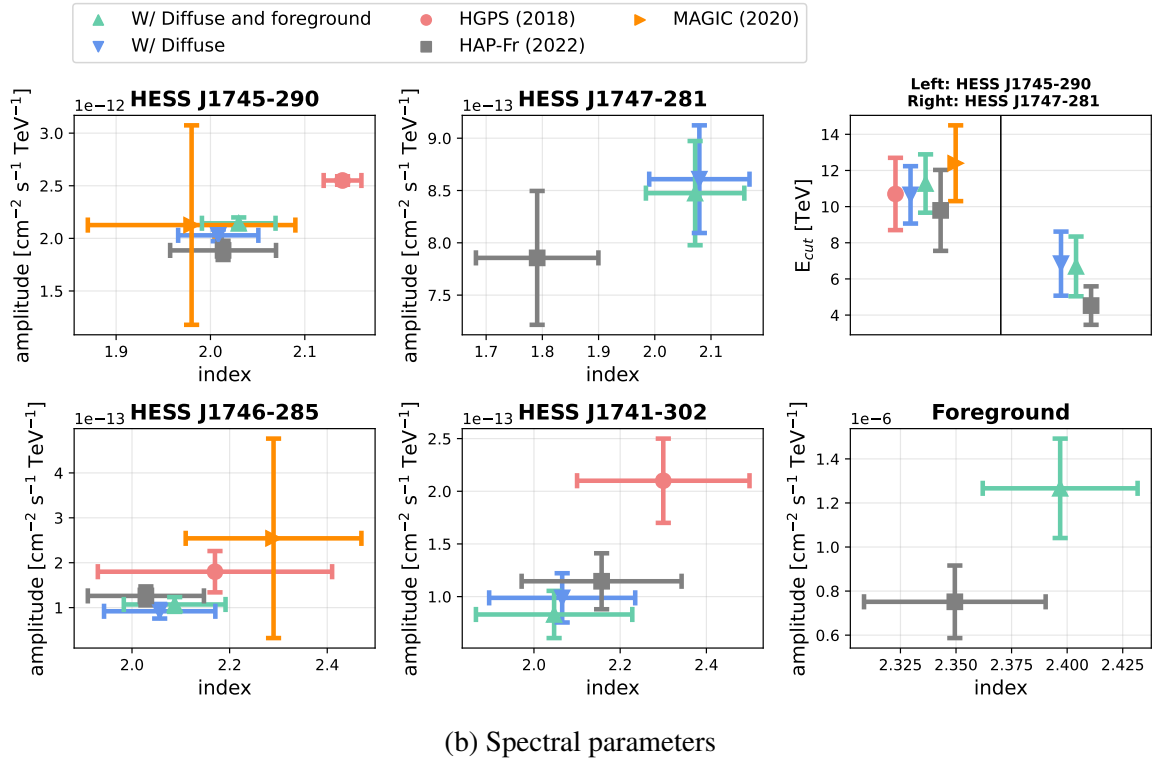 W/ Diffuse and foreground
HGPS (2018)
MAGIC (2020)
W/ Diffuse
HAP-Fr (2022)
HESS J1745-290
1e−12
amplitude [cm−2 s−1 TeV−1]
3.0
2.5
2.0
1.5
1.9
2.0
2.1
index
HESS J1747-281
1e−13
amplitude [cm−2 s−1 TeV−1]
9.0
8.5
8.0
7.5
1.7
1.8
1.9
2.0
2.1
index
Left: HESS J1745-290
Right: HESS J1747-281
Ecut [TeV]
14
12
10
8
6
4
HESS J1746-285
1e−13
amplitude [cm−2 s−1 TeV−1]
4
3
2
1
2.0
2.2
2.4
index
HESS J1741-302
1e−13
amplitude [cm−2 s−1 TeV−1]
2.5
2.0
1.5
1.0
2.0
2.2
2.4
index
Foreground
1e−6
amplitude [cm−2 s−1 TeV−1]
1.4
1.2
1.0
0.8
0.6
2.325
2.350
2.375
2.400
2.425
index
(b) Spectral parameters